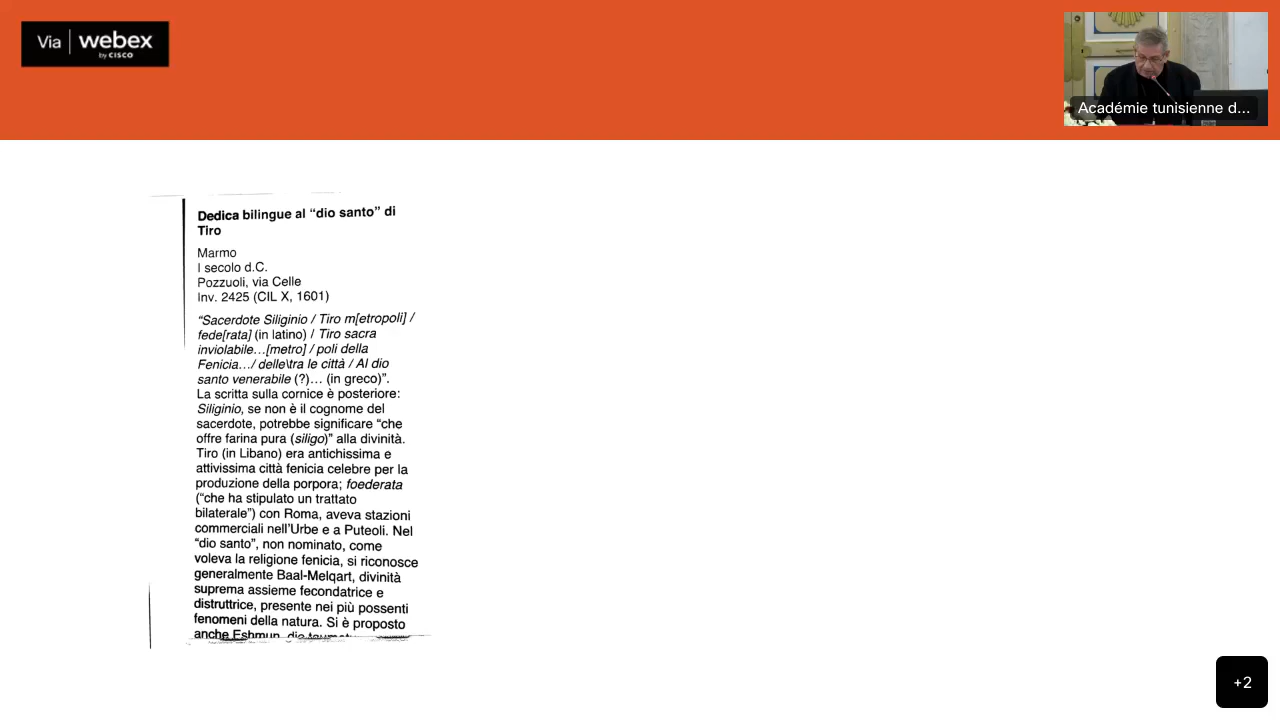 Via | webex
by CISCO
Académie tunisienne d...
Dedica bilingue al “dio santo” di
Tiro
Marmo
I secolo d.C.
Pozzuoli, via Celle
Inv. 2425 (CIL X, 1601)
“Sacerdote Siliginio / Tiro m[etropoli] /
fede[rata] (in latino) / Tiro sacra
inviolabile…[metro] / poli della
Fenicia…/ delle\tra le città / Al dio
santo venerabile (?)… (in greco)”.
La scritta sulla cornice è posteriore:
Siliginio, se non è il cognome del
sacerdote, potrebbe significare “che
offre farina pura (siligo)” alla divinità.
Tiro (in Libano) era antichissima e
attivissima città fenicia celebre per la
produzione della porpora; foederata
(“che ha stipulato un trattato
bilaterale”) con Roma, aveva stazioni
commerciali nell’Urbe e a Puteoli. Nel
“dio santo”, non nominato, come
voleva la religione fenicia, si riconosce
generalmente Baal-Melqart, divinità
suprema assieme fecondatrice e
distruttrice, presente nei più possenti
fenomeni della natura. Si è proposto
anche Eshmun, dio
+2